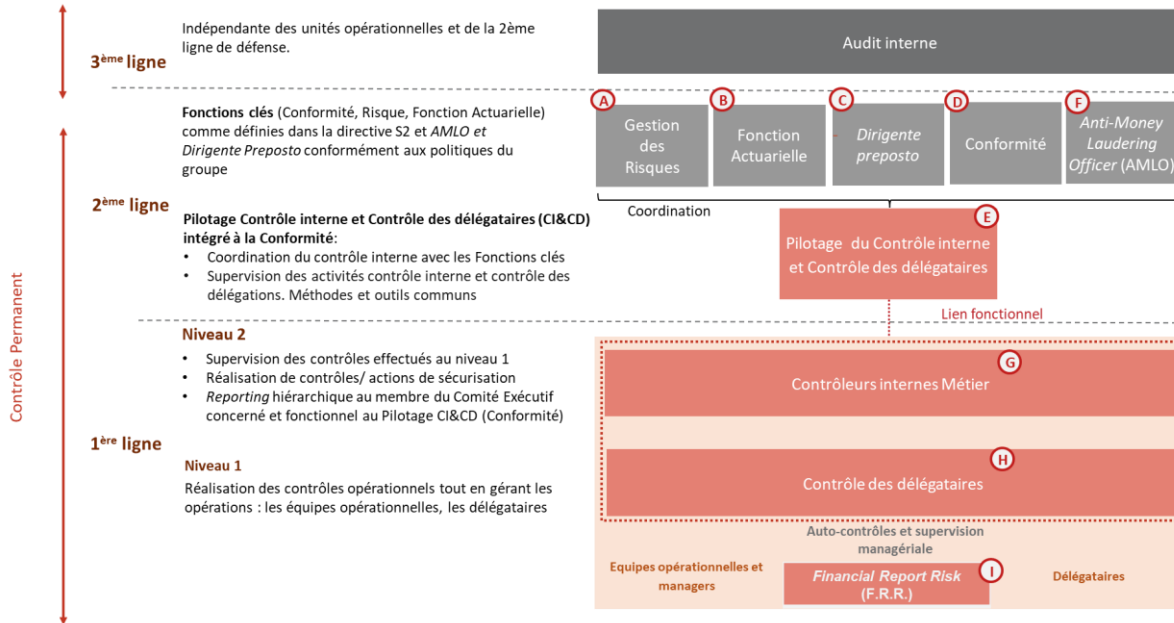 Contrôle Permanent
3ème ligne
Indépendante des unités opérationnelles et de la 2ème
ligne de défense.
Audit interne
2ème ligne
Fonctions clés (Conformité, Risque, Fonction Actuarielle)
comme définies dans la directive S2 et AMLO et
Dirigente Preposto conformément aux politiques du
groupe
A
Gestion
des
Risques
B
Fonction
Actuarielle
C
Dirigente
preposto
D
Conformité
F
Anti-Money
Laudering
Officer (AMLO)
Pilotage Contrôle interne et Contrôle des délégataires (CI&CD)
intégré à la Conformité:
• Coordination du contrôle interne avec les Fonctions clés
• Supervision des activités contrôle interne et contrôle des
délégations. Méthodes et outils communs
Coordination
E
Pilotage du Contrôle interne
et Contrôle des délégataires
Lien fonctionnel
1ère ligne
Niveau 2
• Supervision des contrôles effectués au niveau 1
• Réalisation de contrôles/ actions de sécurisation
• Reporting hiérarchique au membre du Comité Exécutif
concerné et fonctionnel au Pilotage CI&CD (Conformité)
G
Contrôleurs internes Métier
Niveau 1
Réalisation des contrôles opérationnels tout en gérant les
opérations : les équipes opérationnelles, les délégataires
H
Contrôle des délégataires
Auto-contrôles et supervision
managériale
Equipes opérationnelles et
managers
I
Financial Report Risk
(F.R.R.)
Délégataires